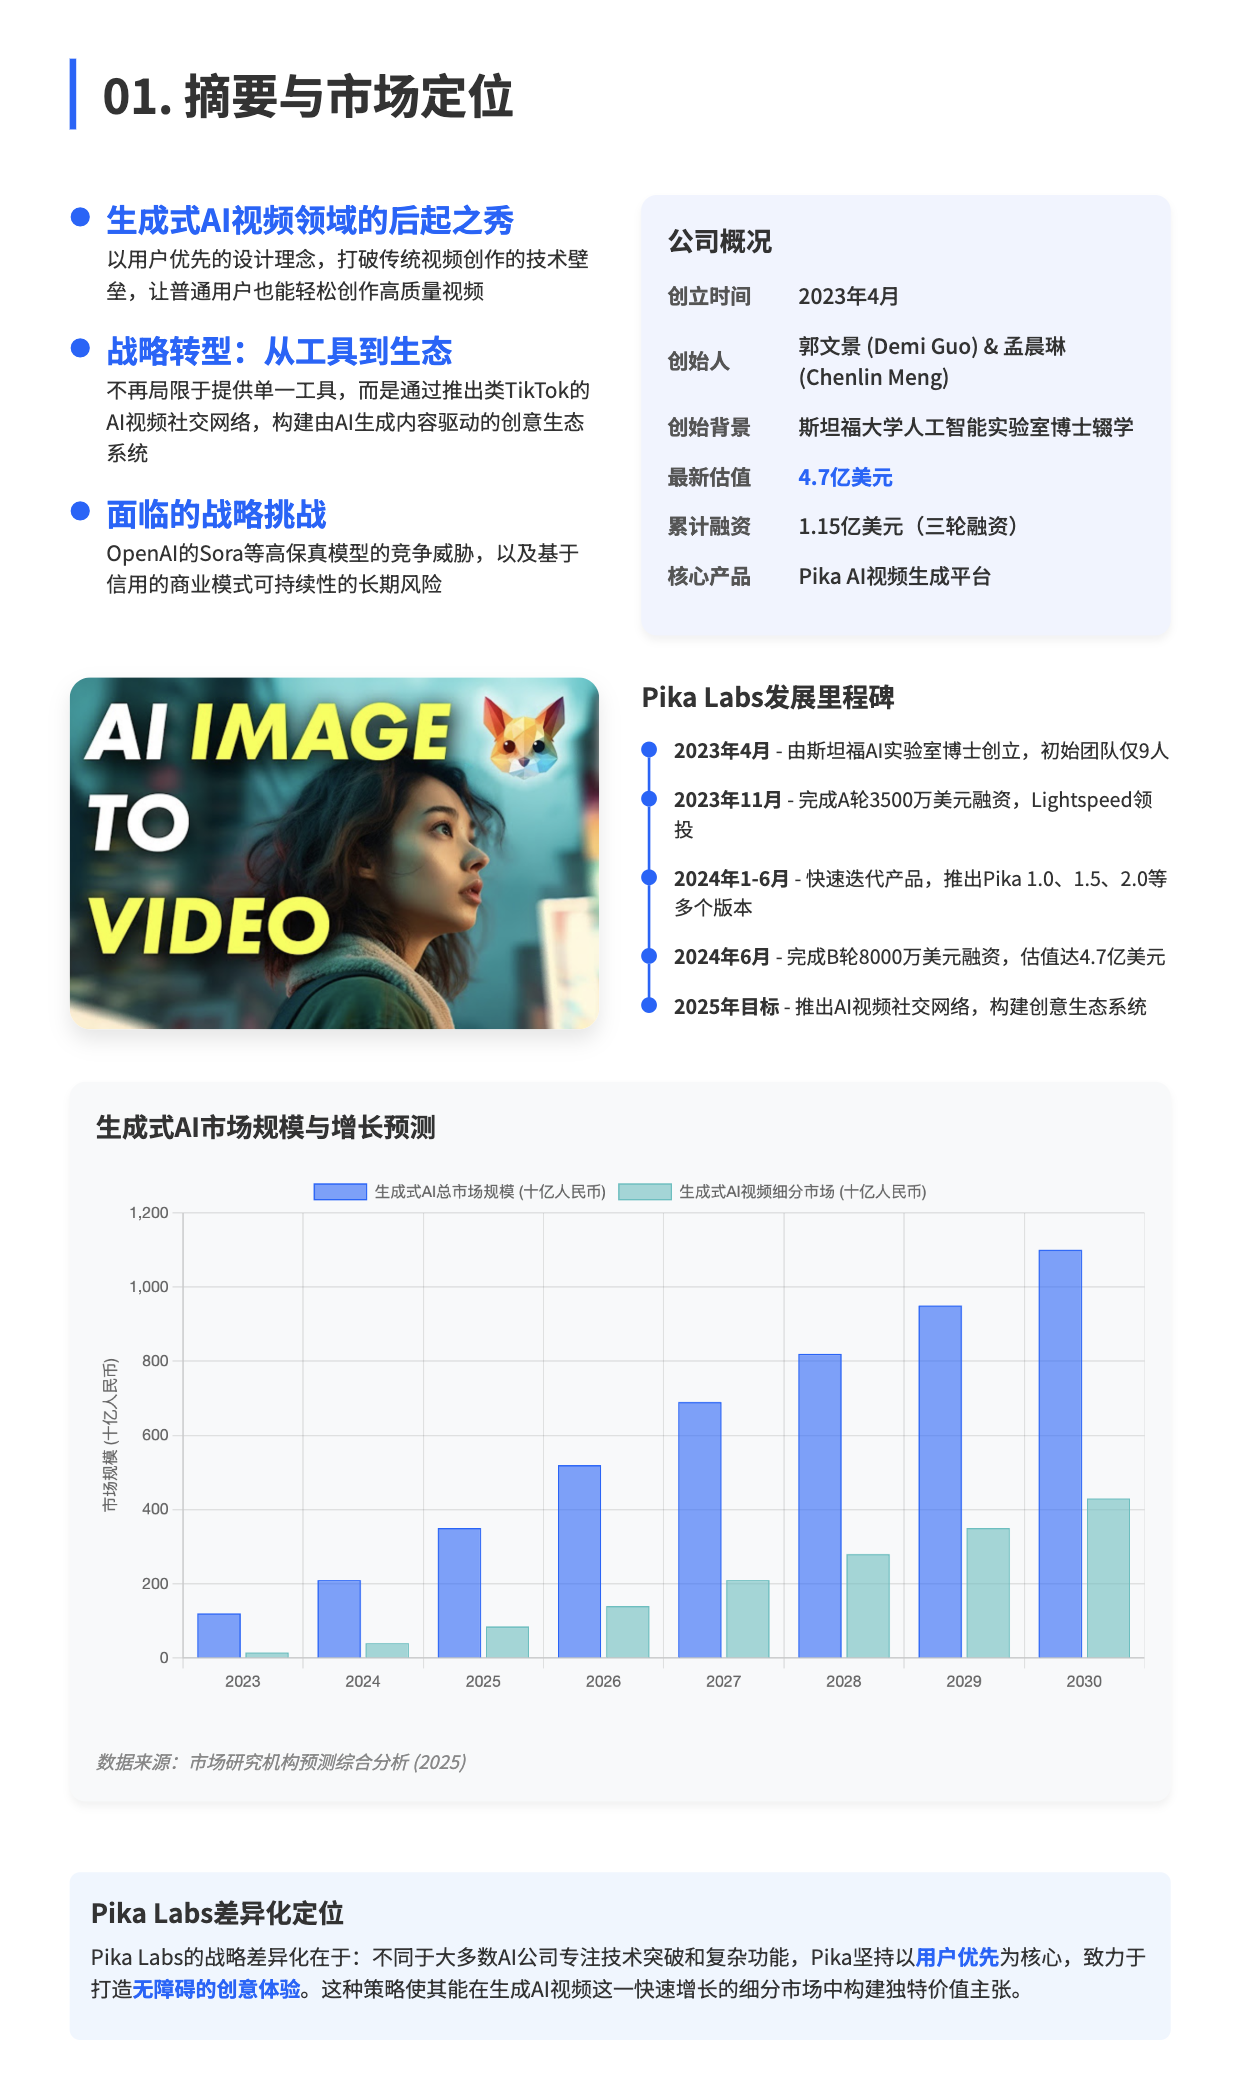 01. 摘要与市场定位
生成式AI视频领域的后起之秀
以用户优先的设计理念，打破传统视频创作的技术壁
垒，让普通用户也能轻松创作高质量视频
战略转型：从工具到生态
不再局限于提供单一工具，而是通过推出类TikTok的
AI视频社交网络，构建由AI生成内容驱动的创意生态
系统
面临的战略挑战
OpenAI的Sora等高保真模型的竞争威胁，以及基于
信用的商业模式可持续性的长期风险
公司概况
创立时间 2023年4月
创始人 郭文景 (Demi Guo) & 孟晨琳
(Chenlin Meng)
创始背景 斯坦福大学人工智能实验室博士辍学
最新估值 4.7亿美元
累计融资 1.15亿美元（三轮融资）
核心产品 Pika AI视频生成平台
AI IMAGE
TO
VIDEO
Pika Labs发展里程碑
2023年4月 - 由斯坦福AI实验室博士创立，初始团队仅9人
2023年11月 - 完成A轮3500万美元融资，Lightspeed领
投
2024年1-6月 - 快速迭代产品，推出Pika 1.0、1.5、2.0等
多个版本
2024年6月 - 完成B轮8000万美元融资，估值达4.7亿美元
2025年目标 - 推出AI视频社交网络，构建创意生态系统
生成式AI市场规模与增长预测
生成式AI总市场规模 (十亿人民币) 生成式AI视频细分市场 (十亿人民币)
市场规模 (十亿人民币)
1,200
1,000
800
600
400
200
0
2023 2024 2025 2026 2027 2028 2029 2030
数据来源：市场研究机构预测综合分析 (2025)
Pika Labs差异化定位
Pika Labs的战略差异化在于：不同于大多数AI公司专注技术突破和复杂功能，Pika坚持以用户优先为核心，致力于
打造无障碍的创意体验。这种策略使其能在生成AI视频这一快速增长的细分市场中构建独特价值主张。